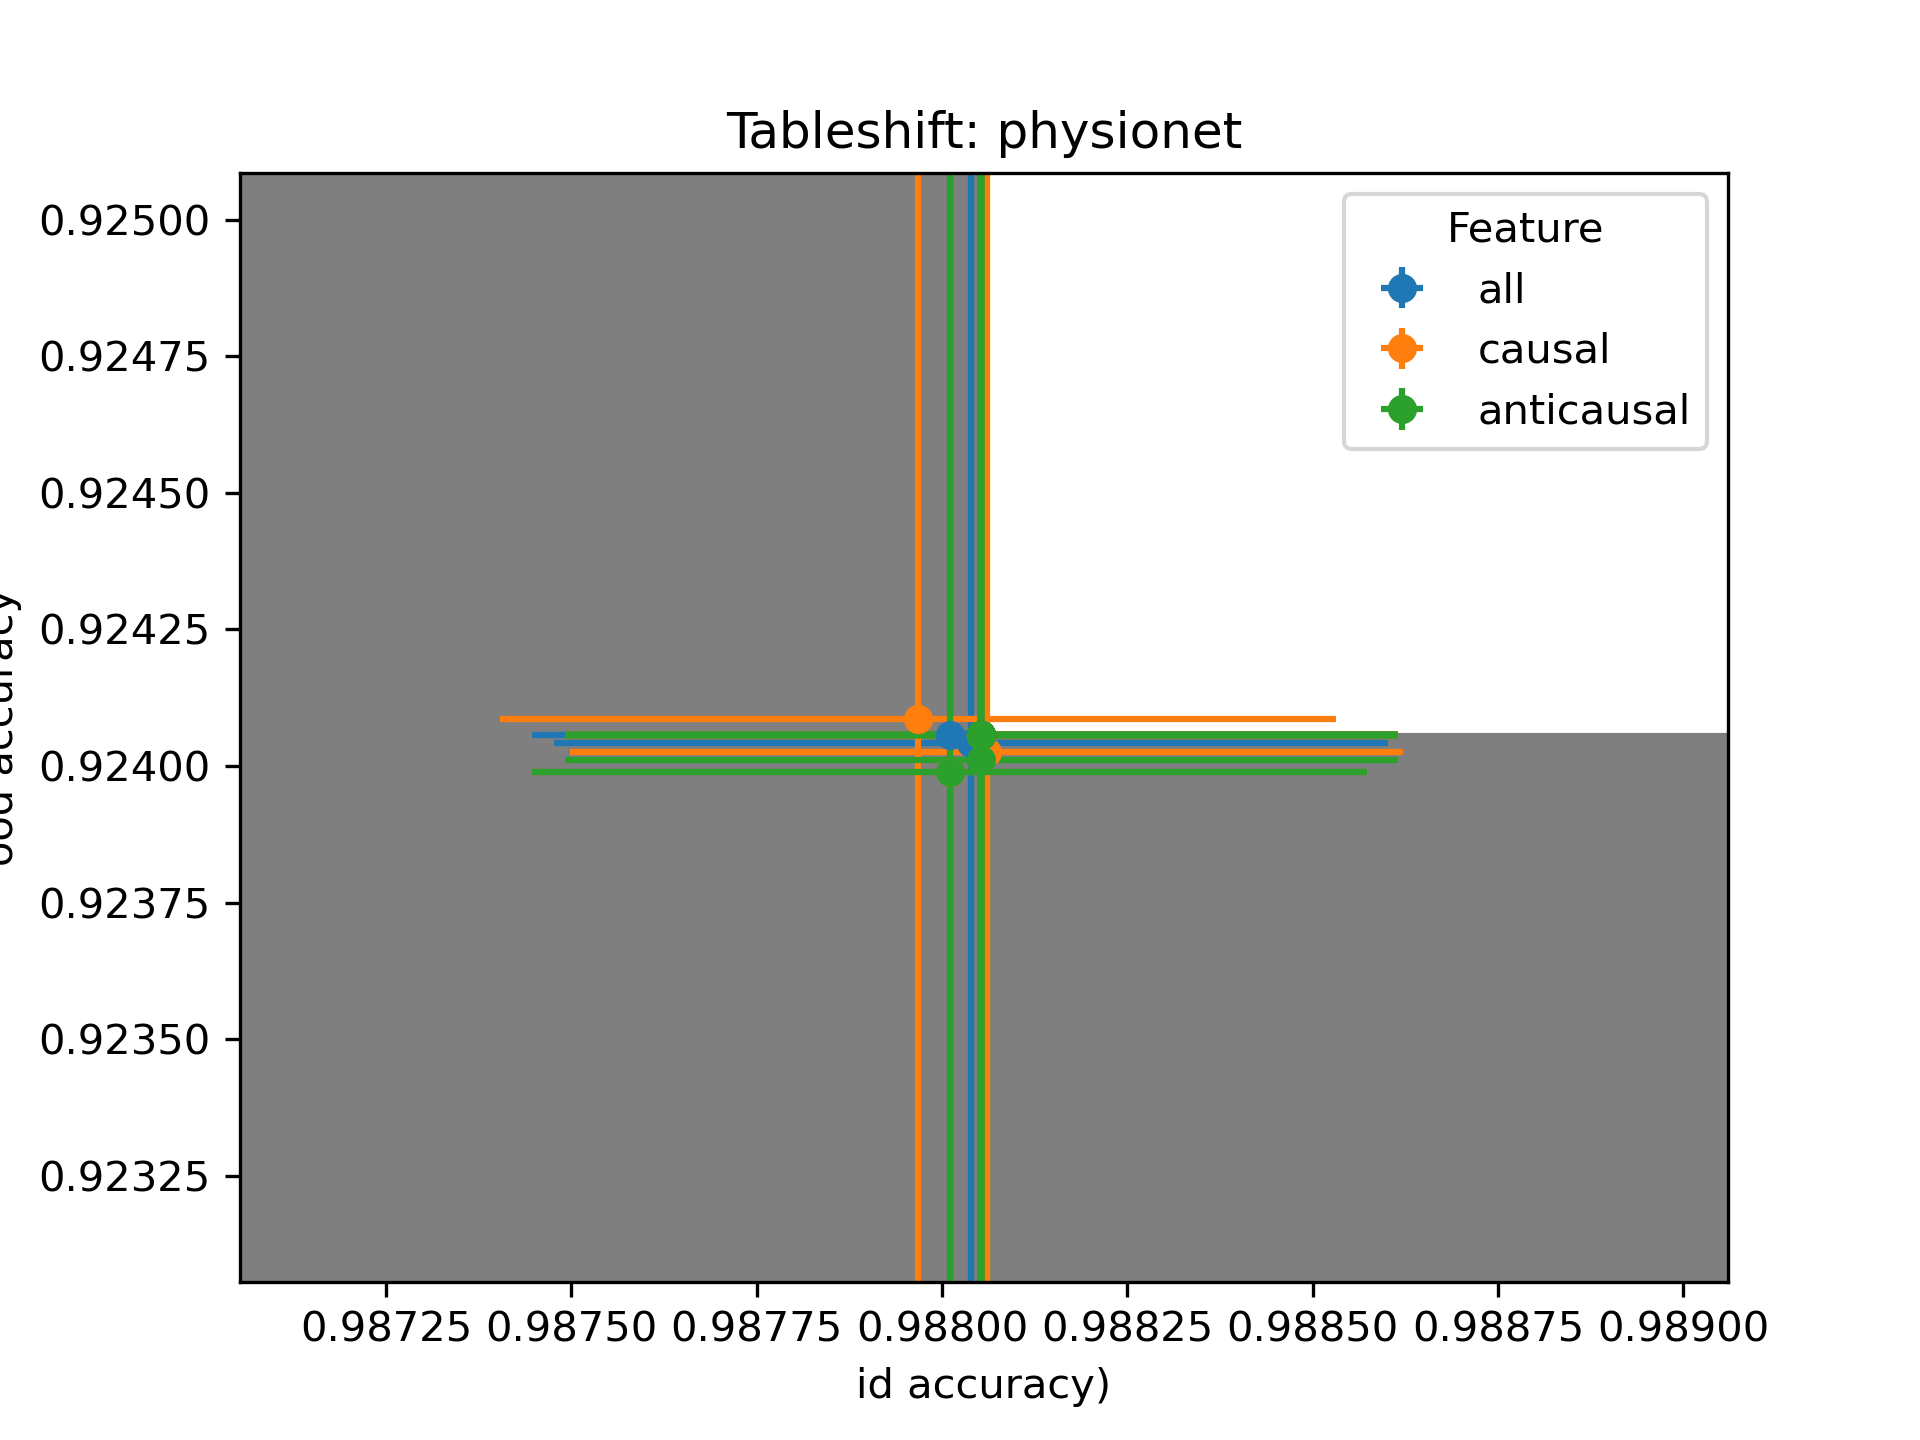 Tableshift: physionet
Feature
all
causal
anticausal
0.92500
0.92475
0.92450
0.92425
0.92400
0.92375
0.92350
0.92325
ood accuracy
0.98725 0.98750 0.98775 0.98800 0.98825 0.98850 0.98875 0.98900
id accuracy)